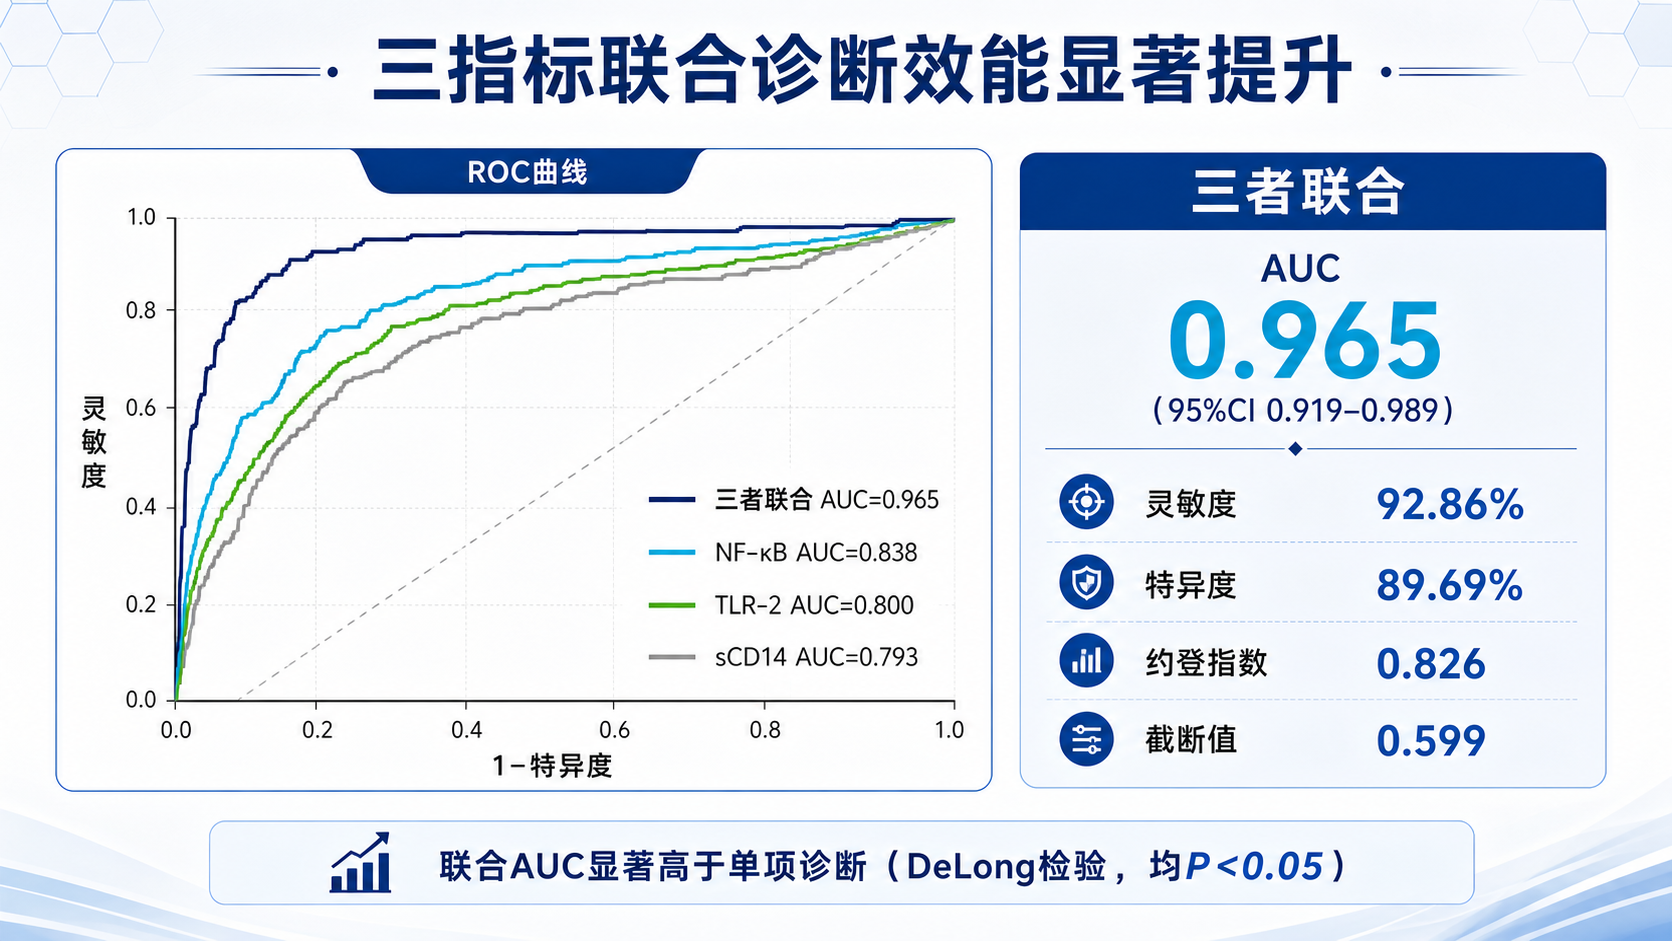 三指标联合诊断效能显著提升
ROC曲线
灵敏度
1.0
0.8
0.6
0.4
0.2
0.0
0.0 0.2 0.4 0.6 0.8 1.0
1-特异度
三者联合 AUC=0.965
NF-κB AUC=0.838
TLR-2 AUC=0.800
sCD14 AUC=0.793
三者联合
AUC
0.965
(95%CI 0.919–0.989)
灵敏度 92.86%
特异度 89.69%
约登指数 0.826
截断值 0.599
联合AUC显著高于单项诊断（DeLong检验，均P<0.05）